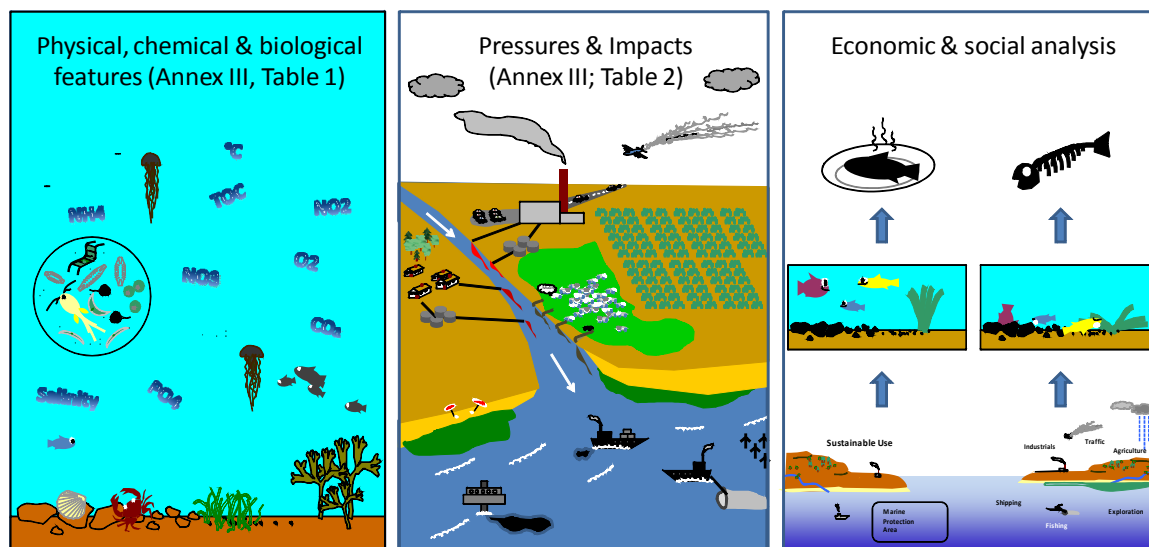 Physical, chemical & biological
features (Annex III, Table 1)
°C
TOC
NH4
NO2
O2
NO3
CO2
Salinity
PO4
Pressures & Impacts
(Annex III; Table 2)
Economic & social analysis
Sustainable Use
Industrials
Traffic
Agriculture
Shipping
Fishing
Exploration
Marine
Protection
Area